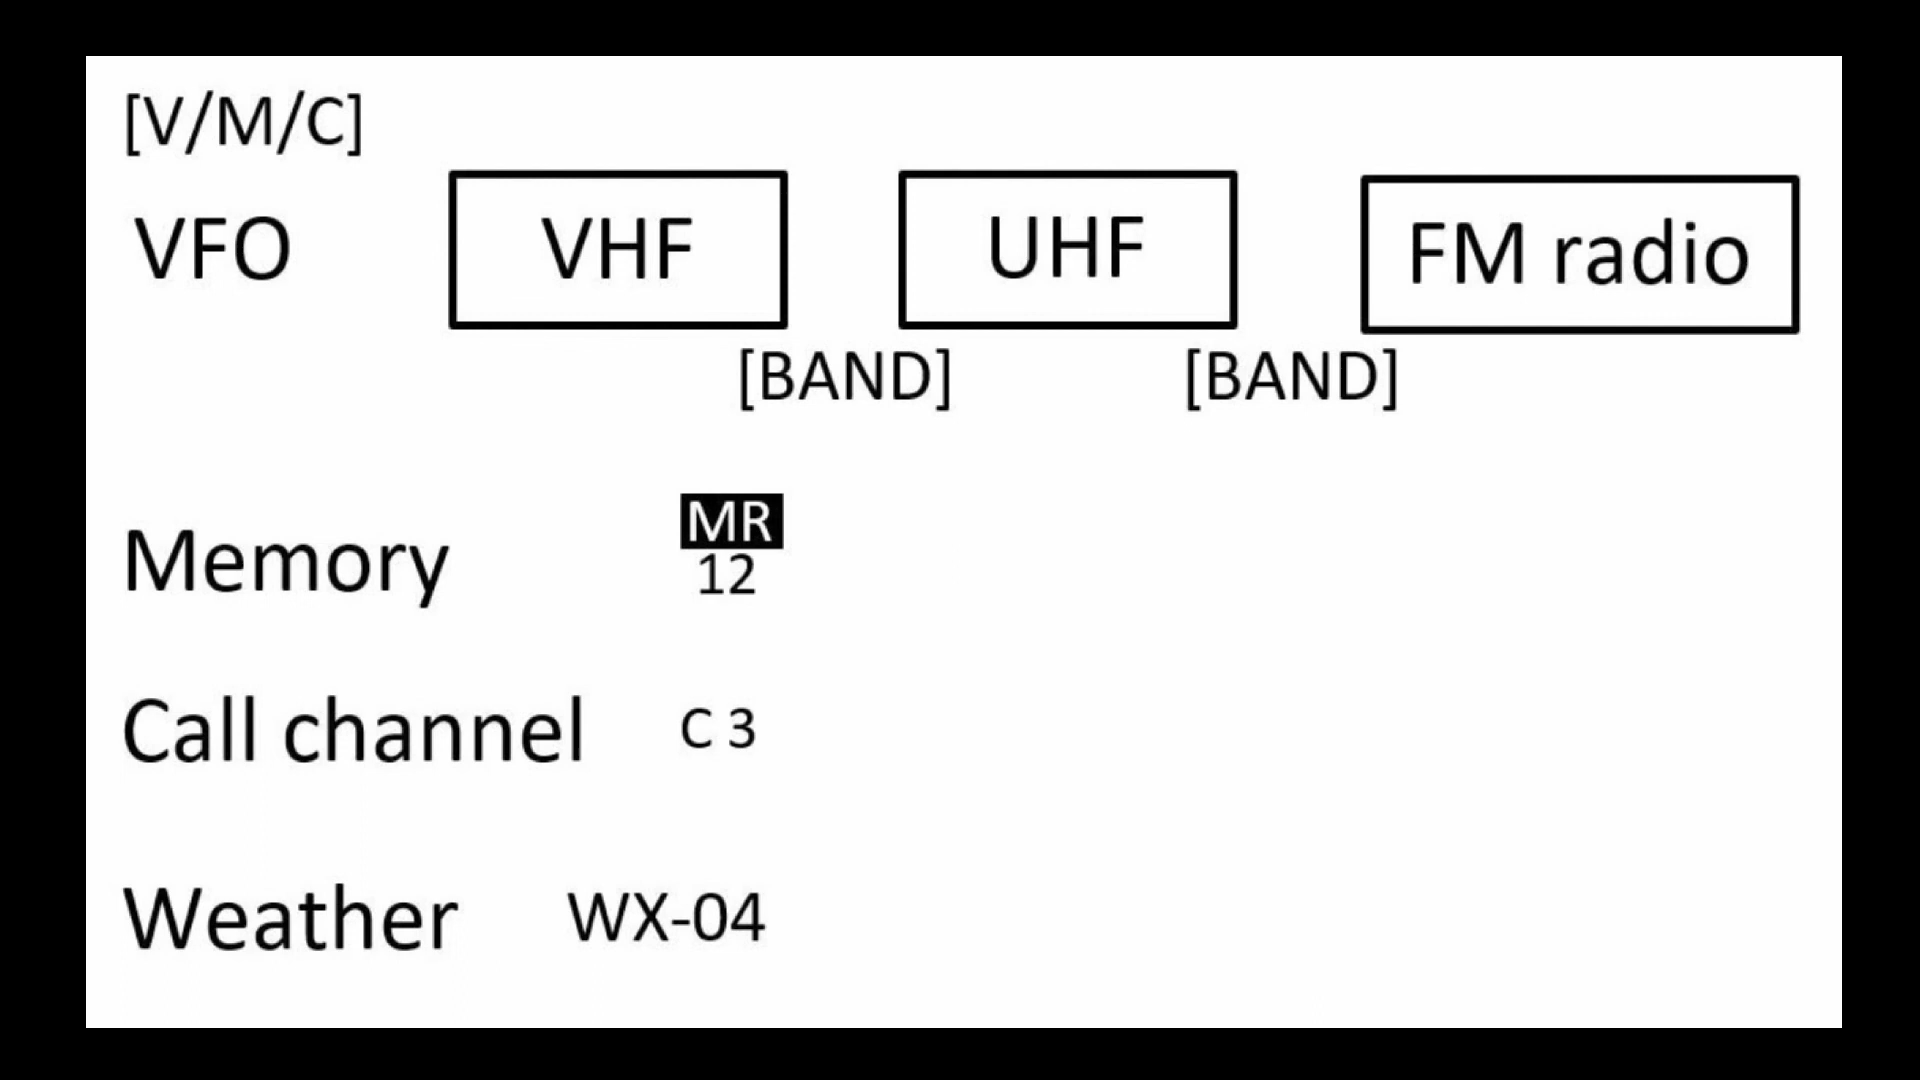 [V/M/C]
VFO VHF UHF FM radio
[BAND] [BAND]
Memory MR
12
Call channel C 3
Weather WX-04